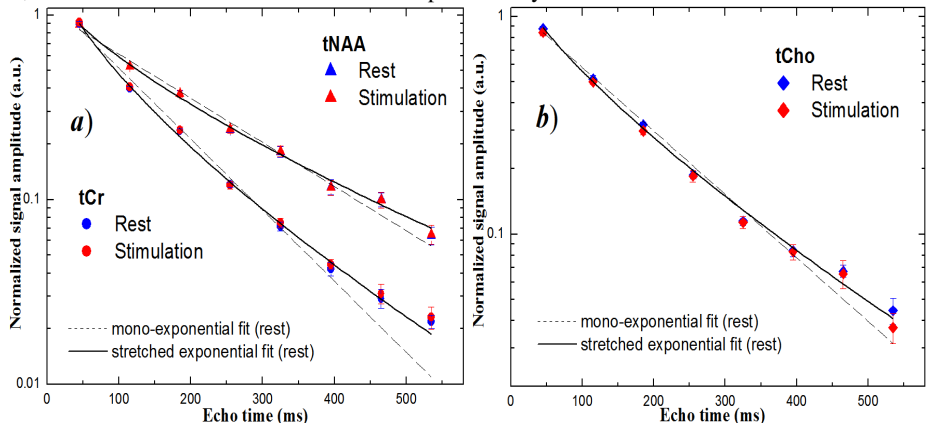 1
0.1
0.01
0
100
200
300
400
500
Normalized signal amplitude (a.u.)
Echo time (ms)
a)
tNAA
Rest
Stimulation
tCr
Rest
Stimulation
mono-exponential fit (rest)
stretched exponential fit (rest)
1
0.1
0
100
200
300
400
500
Normalized signal amplitude (a.u.)
Echo time (ms)
b)
tCho
Rest
Stimulation
mono-exponential fit (rest)
stretched exponential fit (rest)